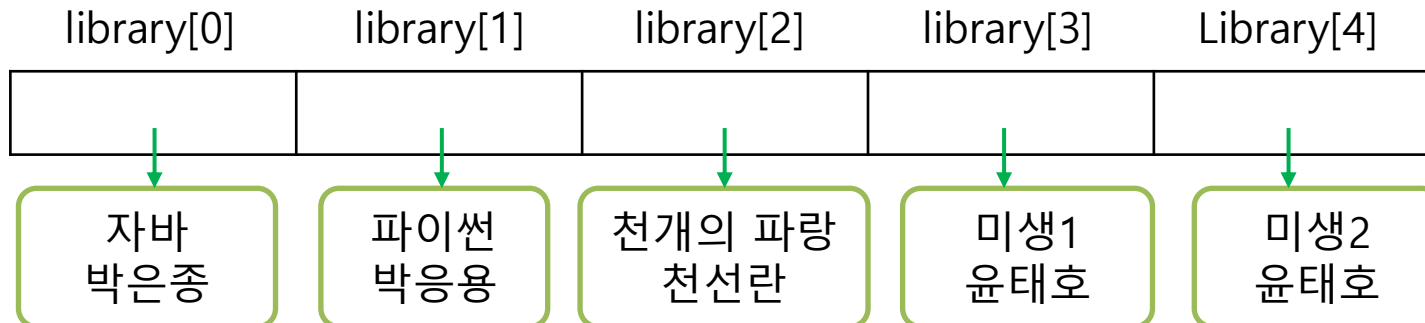 library[0] library[1] library[2] library[3] Library[4]
자바 파이썬 천개의 파랑 미생1 미생2
박은종 박응용 천선란 윤태호 윤태호